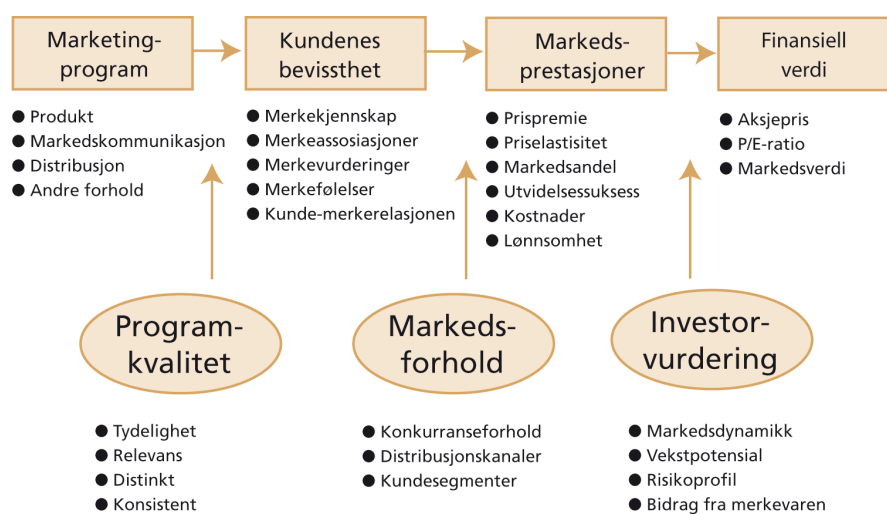 Marketing-
program
Kundenes
bevissthet
Markeds-
prestasjoner
Finansiell
verdi
● Produkt
● Markedskommunikasjon
● Distribusjon
● Andre forhold
● Merkekjennskap
● Merkeassosiasjoner
● Merkevurderinger
● Merkefølelser
● Kunde-merkerelasjonen
● Prispremie
● Priselastisitet
● Markedsandel
● Utvidelsessuksess
● Kostnader
● Lønnsomhet
● Aksjepris
● P/E-ratio
● Markedsverdi
Program-
kvalitet
Markeds-
forhold
Investor-
vurdering
● Tydelighet
● Relevans
● Distinkt
● Konsistent
● Konkurranseforhold
● Distribusjonskanaler
● Kundesegmenter
● Markedsdynamikk
● Vekstpotensial
● Risikoprofil
● Bidrag fra merkevaren